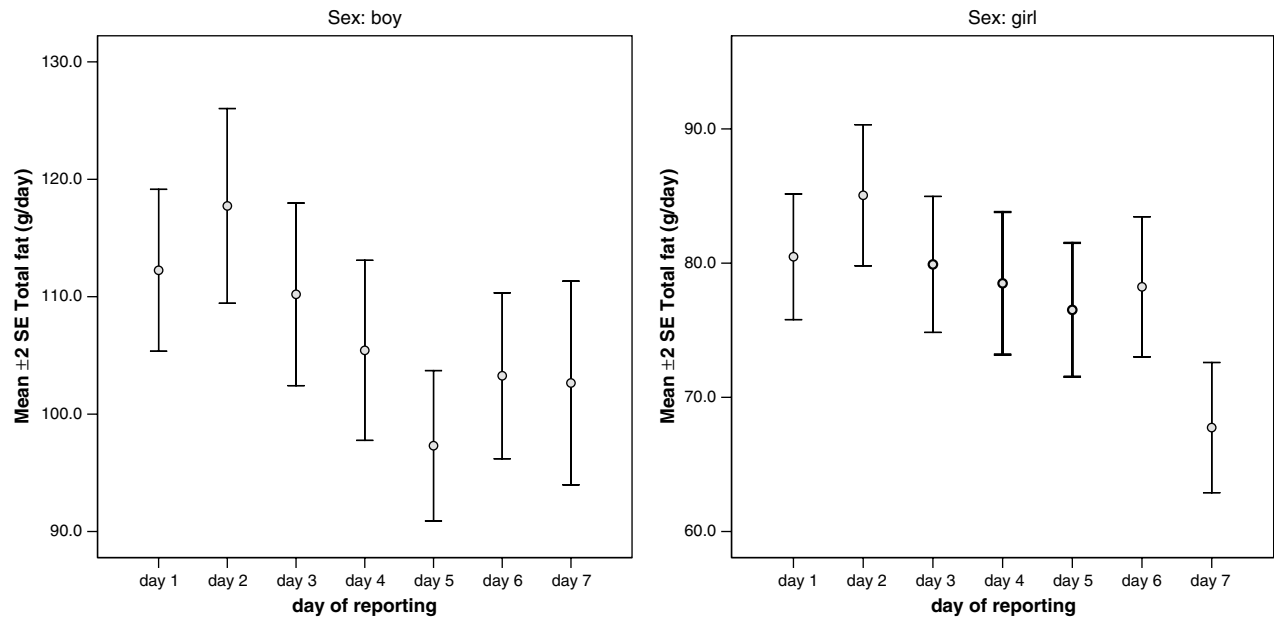 Sex: boy
130.0
120.0
110.0
100.0
90.0
Mean ±2 SE Total fat (g/day)
day 1 day 2 day 3 day 4 day 5 day 6 day 7
day of reporting
Sex: girl
90.0
80.0
70.0
60.0
Mean ±2 SE Total fat (g/day)
day 1 day 2 day 3 day 4 day 5 day 6 day 7
day of reporting